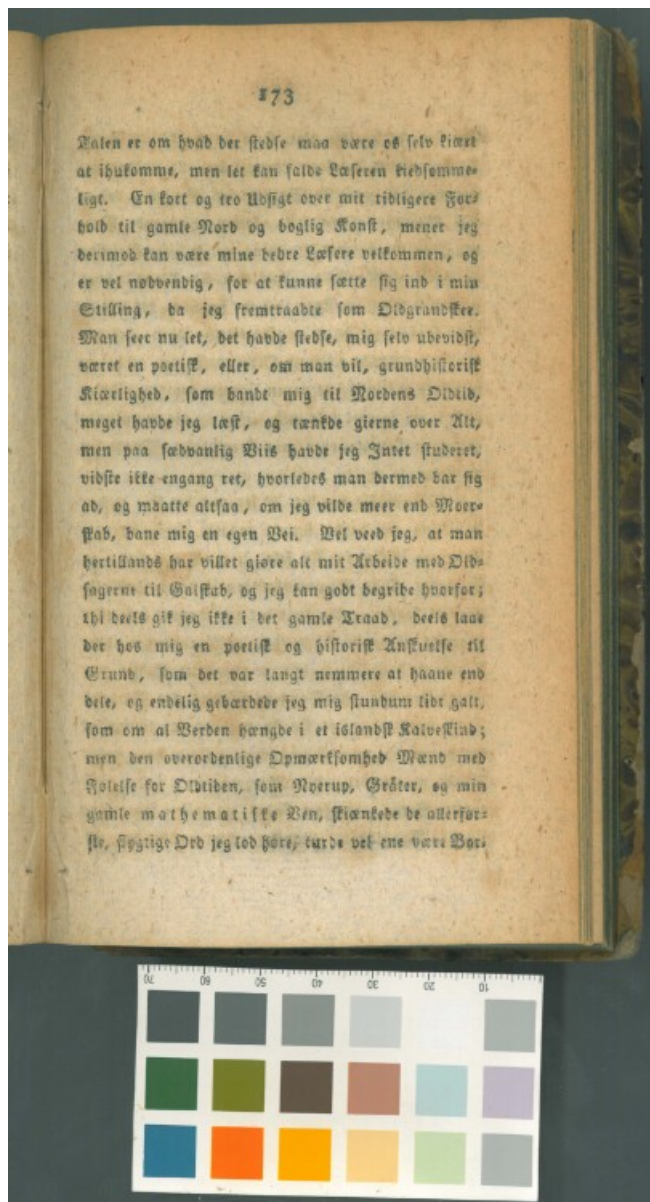 173
Talen er om hvad der stedse maa være os selv kiært
at ihukomme, men let kan falde Læseren kiedsomme-
ligt. En kort og tro Udsigt over mit tidligere For-
hold til gamle Nord og boglig Konst, mener jeg
derimod kan være mine bedre Læsere velkommen, og
er vel nødvendig, for at kunne sætte sig ind i min
Stilling, da jeg fremtraadte som Oldgrandsker.
Man seer nu let, det havde stedse, mig selv ubevidst,
været en poetisk, eller, om man vil, grundhistorisk
Kiærlighed, som bandt mig til Nordens Oldtid,
meget havde jeg læst, og tænkde gierne over Alt,
men paa sædvanlig Viis havde jeg Intet studeret,
vidste ikke engang ret, hvorledes man dermed bar sig
ad, og maatte altsaa, om jeg vilde meer end Moer-
skab, bane mig en egen Vei. Vel veed jeg, at man
hertillands har villet giøre alt mit Arbeide med Old-
sagerne til Galskab, og jeg kan godt begribe hvorfor;
thi deels gik jeg ikke i det gamle Traad, deels laae
der hos mig en poetisk og historisk Anskuelse til
Grund, som det var langt nemmere at haane end
dele, og endelig gebærdede jeg mig stundum lidt galt,
som om al Verden hængde i et islandsk Kalveskind;
men den overordenlige Opmærksomhed Mænd med
Følelse for Oldtiden, som Nyerup, Gräter, og min
gamle mathematiske Ven, skiænkede de allerfør-
ste, flygtige Ord jeg lod høre, turde vel ene være Bor-
70 60 50 40 30 20 10